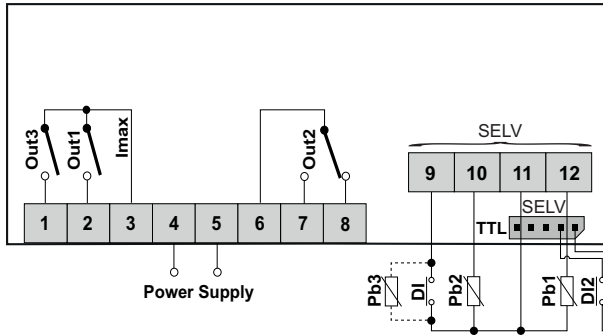 SELV
Out3
Out1
Imax
Out2
9 10 11 12
1 2 3 4 5 6 7 8
SELV
TTL
Power Supply
Pb3
DI
Pb2
Pb1
DI2